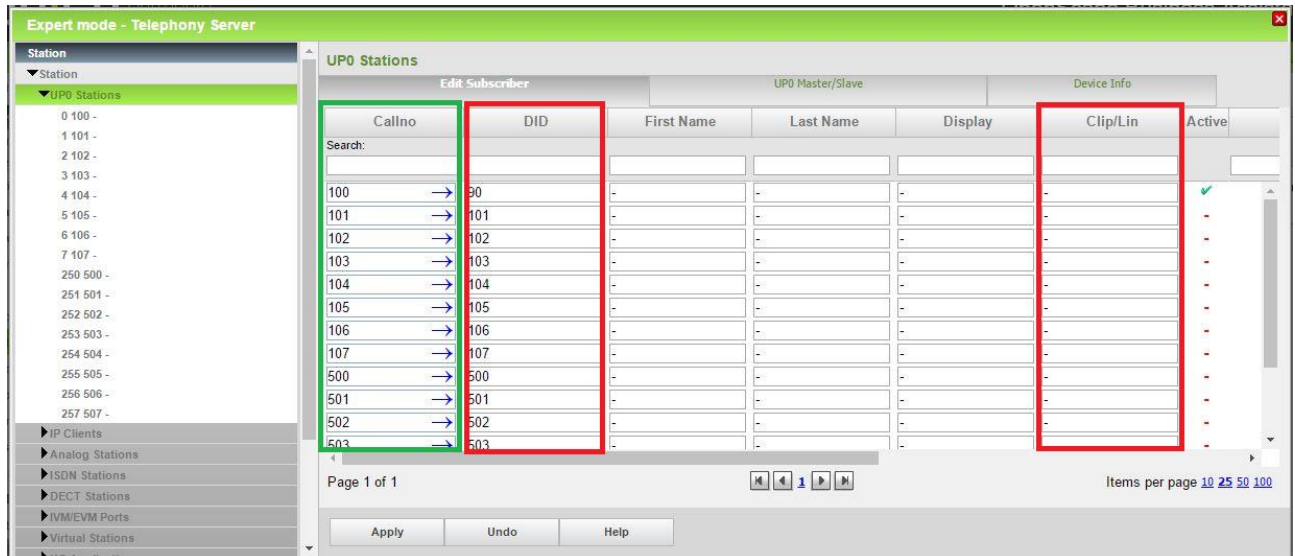 Expert mode - Telephony Server
Station
Station
UP0 Stations
0 100 -
1 101 -
2 102 -
3 103 -
4 104 -
5 105 -
6 106 -
7 107 -
250 500 -
251 501 -
252 502 -
253 503 -
254 504 -
255 505 -
256 506 -
257 507 -
IP Clients
Analog Stations
ISDN Stations
DECT Stations
IVM/EVM Ports
Virtual Stations
UP0 Stations
Edit Subscriber UP0 Master/Slave Device Info
Callno DID First Name Last Name Display Clip/Lin Active
Search:
100 → 90 - - - - ✔
101 → 101 - - - - -
102 → 102 - - - - -
103 → 103 - - - - -
104 → 104 - - - - -
105 → 105 - - - - -
106 → 106 - - - - -
107 → 107 - - - - -
500 → 500 - - - - -
501 → 501 - - - - -
502 → 502 - - - - -
503 → 503 - - - - -
Page 1 of 1 1 Items per page 10 25 50 100
Apply Undo Help